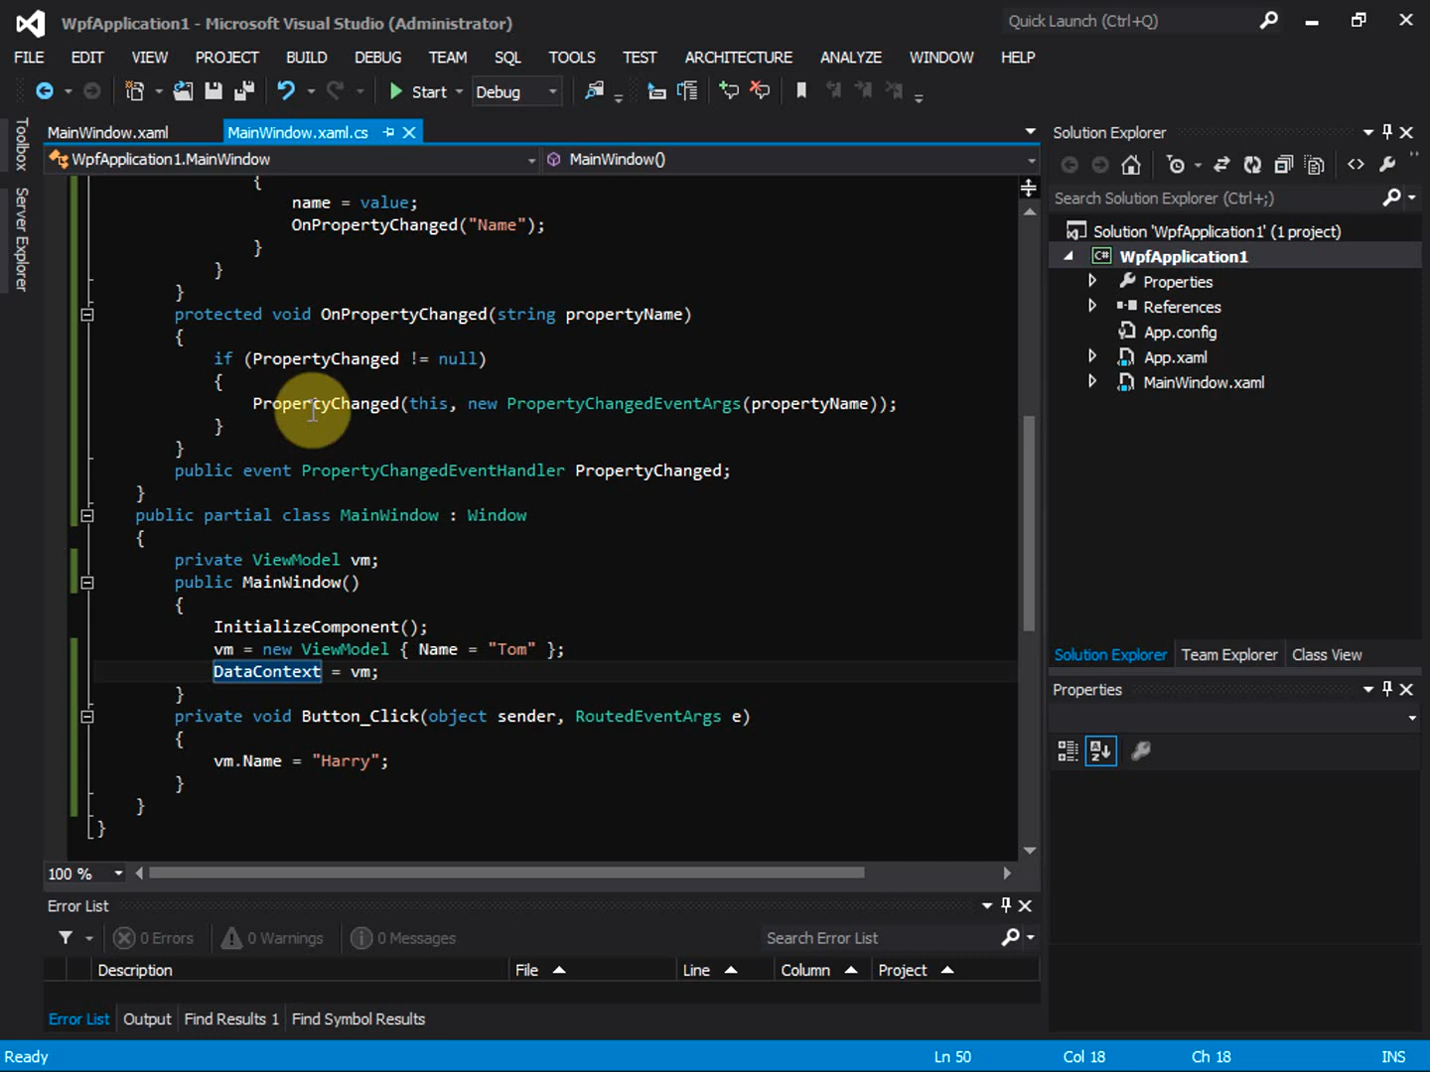 WpfApplication1 - Microsoft Visual Studio (Administrator)
Quick Launch (Ctrl+Q)
FILE EDIT VIEW PROJECT BUILD DEBUG TEAM SQL TOOLS TEST ARCHITECTURE ANALYZE WINDOW HELP
Start Debug
Toolbox
Server Explorer
MainWindow.xaml MainWindow.xaml.cs
WpfApplication1.MainWindow MainWindow()
{
name = value;
OnPropertyChanged("Name");
}
}
}
protected void OnPropertyChanged(string propertyName)
{
if (PropertyChanged != null)
{
PropertyChanged(this, new PropertyChangedEventArgs(propertyName));
}
}
public event PropertyChangedEventHandler PropertyChanged;
}
public partial class MainWindow : Window
{
private ViewModel vm;
public MainWindow()
{
InitializeComponent();
vm = new ViewModel { Name = "Tom" };
DataContext = vm;
}
private void Button_Click(object sender, RoutedEventArgs e)
{
vm.Name = "Harry";
}
}
}
100 %
Error List
0 Errors 0 Warnings 0 Messages Search Error List
Description File Line Column Project
Error List Output Find Results 1 Find Symbol Results
Solution Explorer
Search Solution Explorer (Ctrl+;)
Solution 'WpfApplication1' (1 project)
C# WpfApplication1
Properties
References
App.config
App.xaml
MainWindow.xaml
Solution Explorer Team Explorer Class View
Properties
Ready Ln 50 Col 18 Ch 18 INS